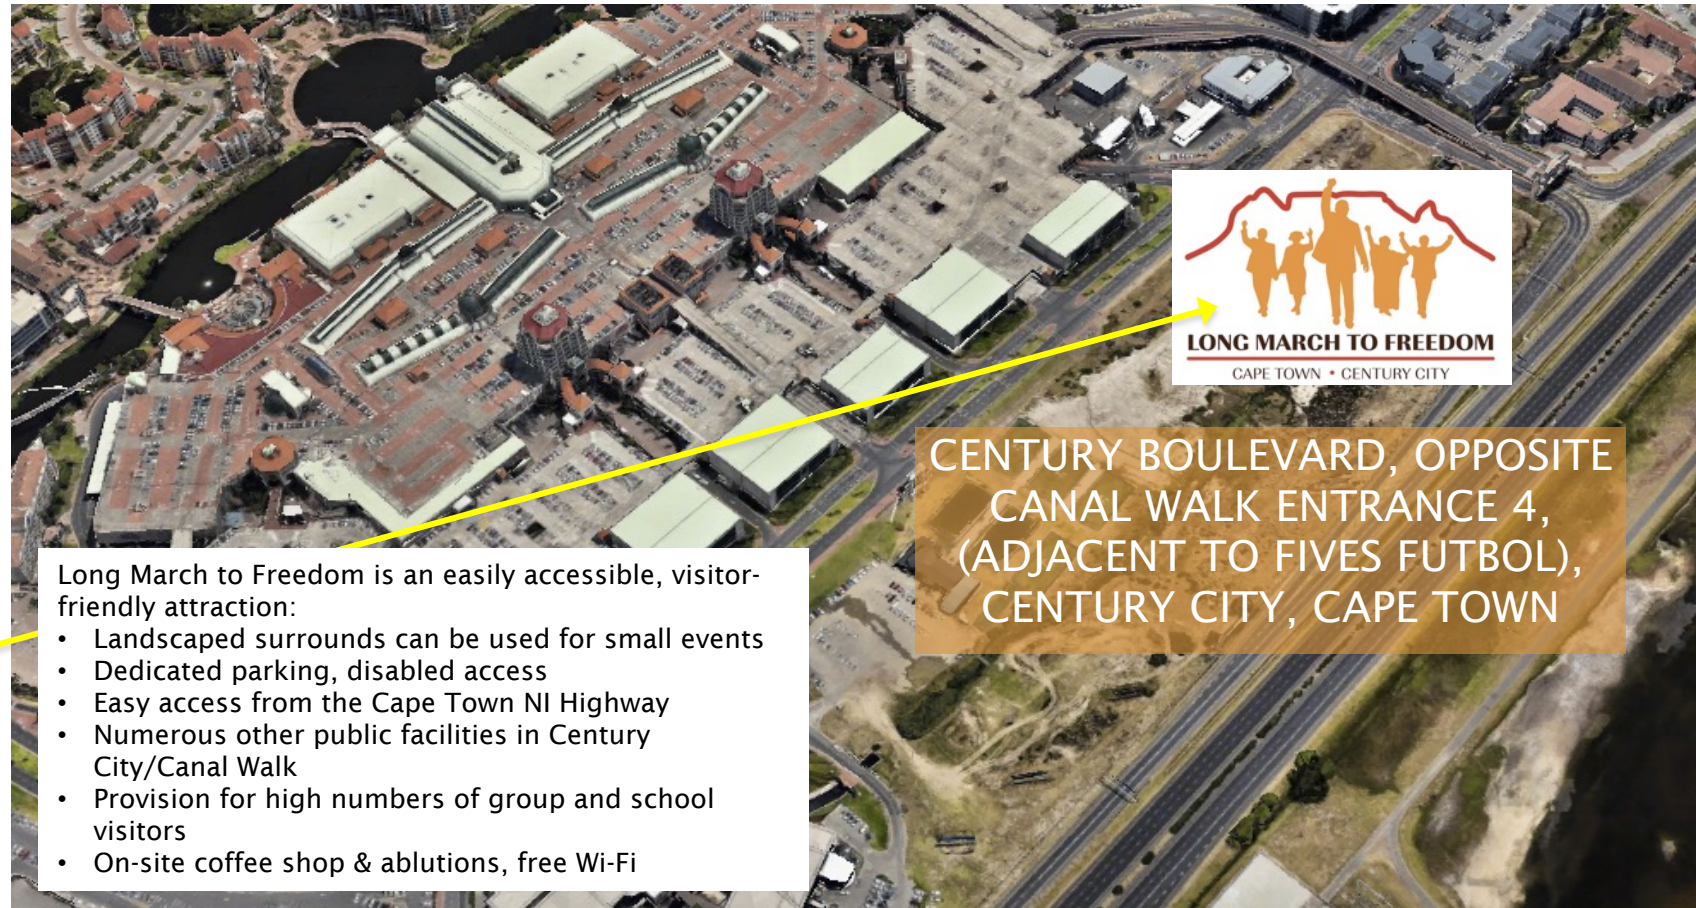 LONG MARCH TO FREEDOM
CAPE TOWN • CENTURY CITY
CENTURY BOULEVARD, OPPOSITE
CANAL WALK ENTRANCE 4,
(ADJACENT TO FIVES FUTBOL),
CENTURY CITY, CAPE TOWN
Long March to Freedom is an easily accessible, visitor-
friendly attraction:
• Landscaped surrounds can be used for small events
• Dedicated parking, disabled access
• Easy access from the Cape Town NI Highway
• Numerous other public facilities in Century
City/Canal Walk
• Provision for high numbers of group and school
visitors
• On-site coffee shop & ablutions, free Wi-Fi